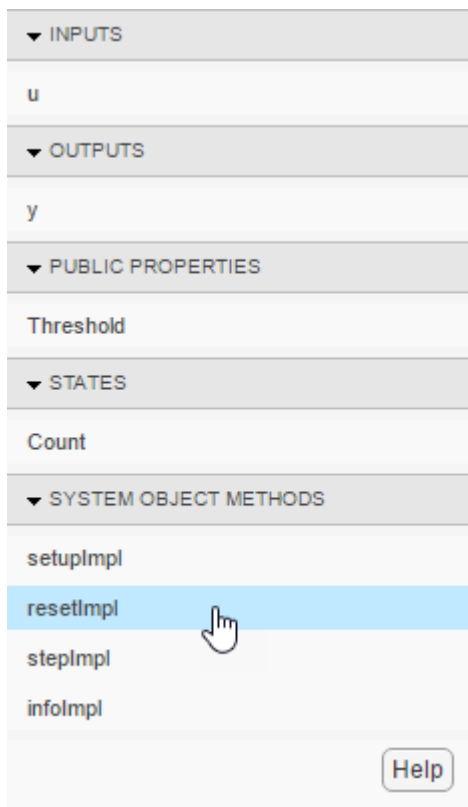 INPUTS
u
OUTPUTS
y
PUBLIC PROPERTIES
Threshold
STATES
Count
SYSTEM OBJECT METHODS
setupImpl
resetImpl
stepImpl
infoImpl
Help